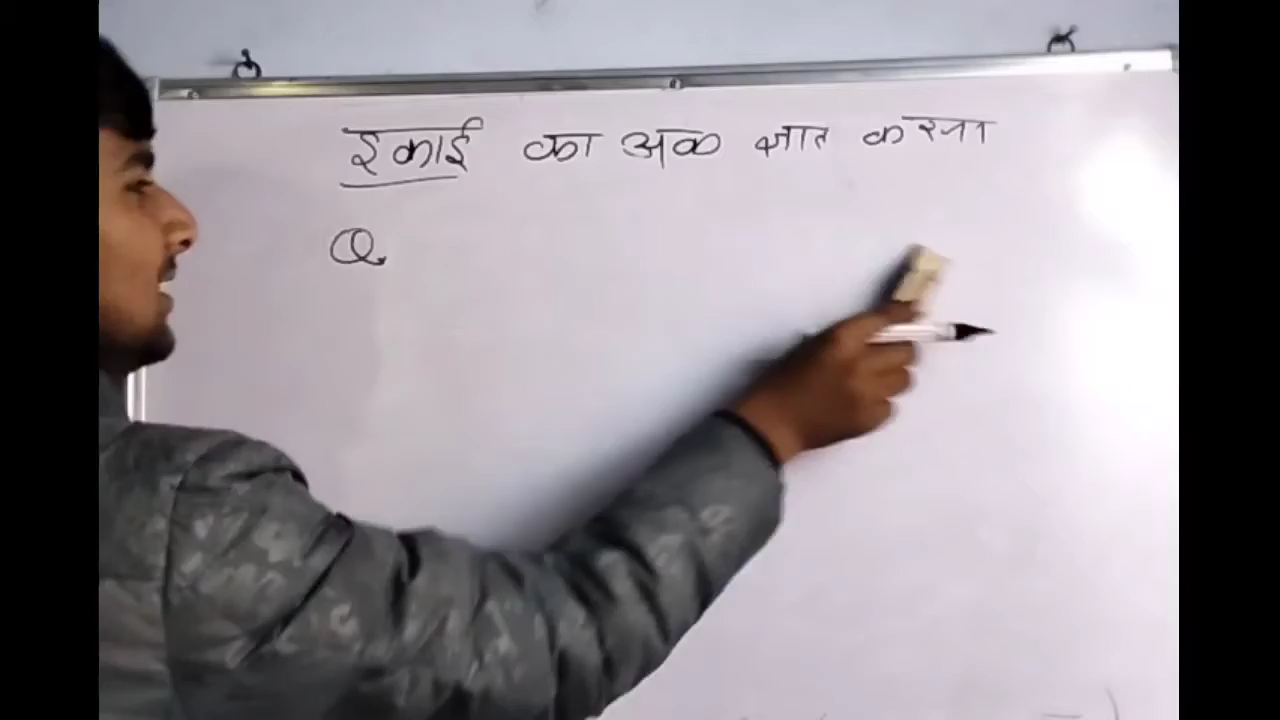 इकाई का अंक ज्ञात करना
Q